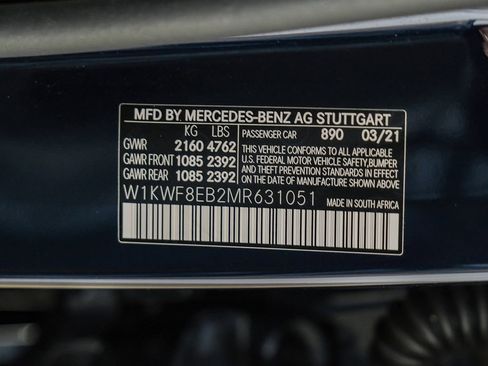 MFD BY MERCEDES-BENZ AG STUTTGART
KG LBS PASSENGER CAR 890 03/21
GVWR 2160 4762
GAWR FRONT 1085 2392
GAWR REAR 1085 2392
THIS VEHICLE CONFORMS TO ALL APPLICABLE
U.S. FEDERAL MOTOR VEHICLE SAFETY,BUMPER
AND THEFT PREVENTION STANDARDS IN EFFECT
ON THE DATE OF MANUFACTURE SHOWN ABOVE.
W1KWF8EB2MR631051 MADE IN SOUTH AFRICA